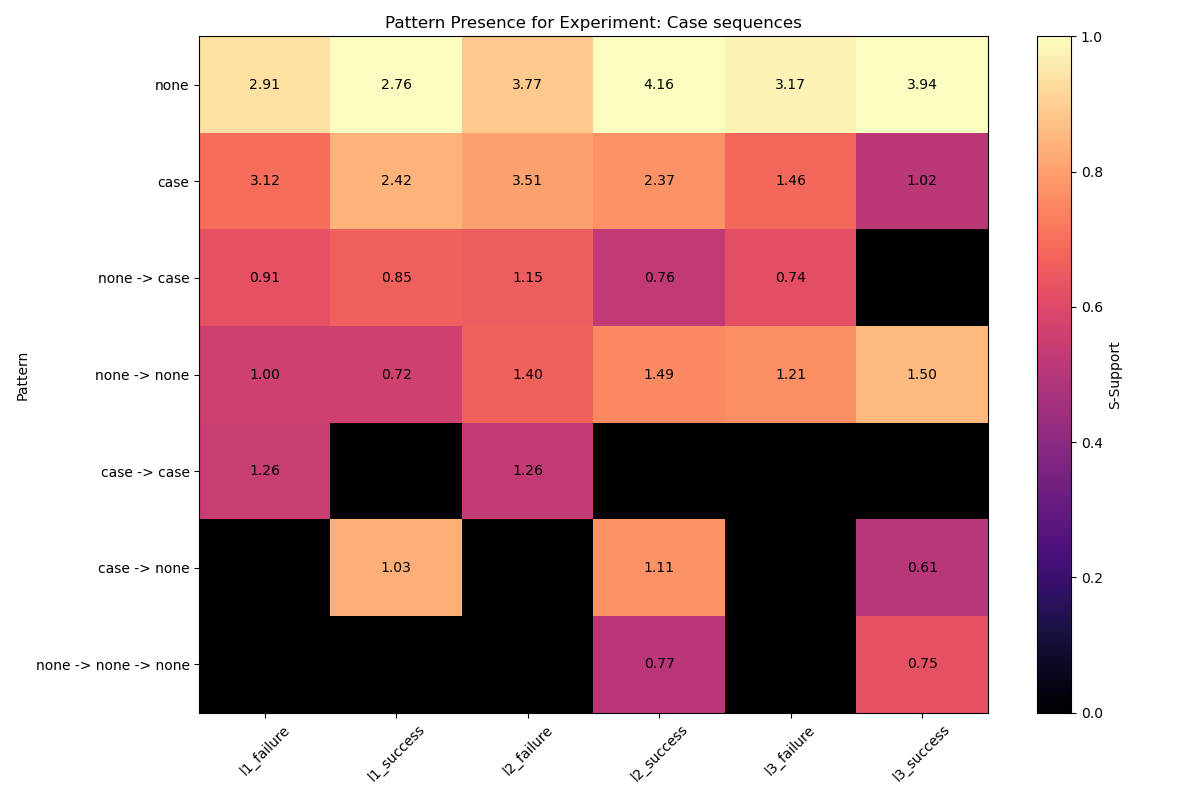 Pattern Presence for Experiment: Case sequences
none 2.91 2.76 3.77 4.16 3.17 3.94
case 3.12 2.42 3.51 2.37 1.46 1.02
none -> case 0.91 0.85 1.15 0.76 0.74
none -> none 1.00 0.72 1.40 1.49 1.21 1.50
case -> case 1.26 1.26
case -> none 1.03 1.11 0.61
none -> none -> none 0.77 0.75
l1_failure l1_success l2_failure l2_success l3_failure l3_success
Pattern
1.0
0.8
0.6
0.4
0.2
0.0
S-Support